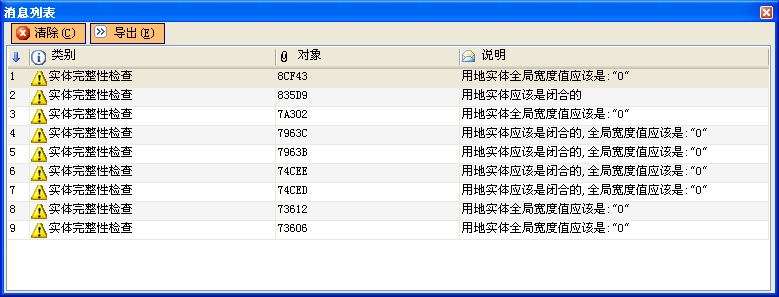 消息列表
清除(C) 导出(E)
类别 对象 说明
1 实体完整性检查 8CF43 用地实体全局宽度值应该是:"0"
2 实体完整性检查 835D9 用地实体应该是闭合的
3 实体完整性检查 7A302 用地实体全局宽度值应该是:"0"
4 实体完整性检查 7963C 用地实体应该是闭合的,全局宽度值应该是:"0"
5 实体完整性检查 7963B 用地实体应该是闭合的,全局宽度值应该是:"0"
6 实体完整性检查 74CEE 用地实体应该是闭合的,全局宽度值应该是:"0"
7 实体完整性检查 74CED 用地实体应该是闭合的,全局宽度值应该是:"0"
8 实体完整性检查 73612 用地实体全局宽度值应该是:"0"
9 实体完整性检查 73606 用地实体全局宽度值应该是:"0"